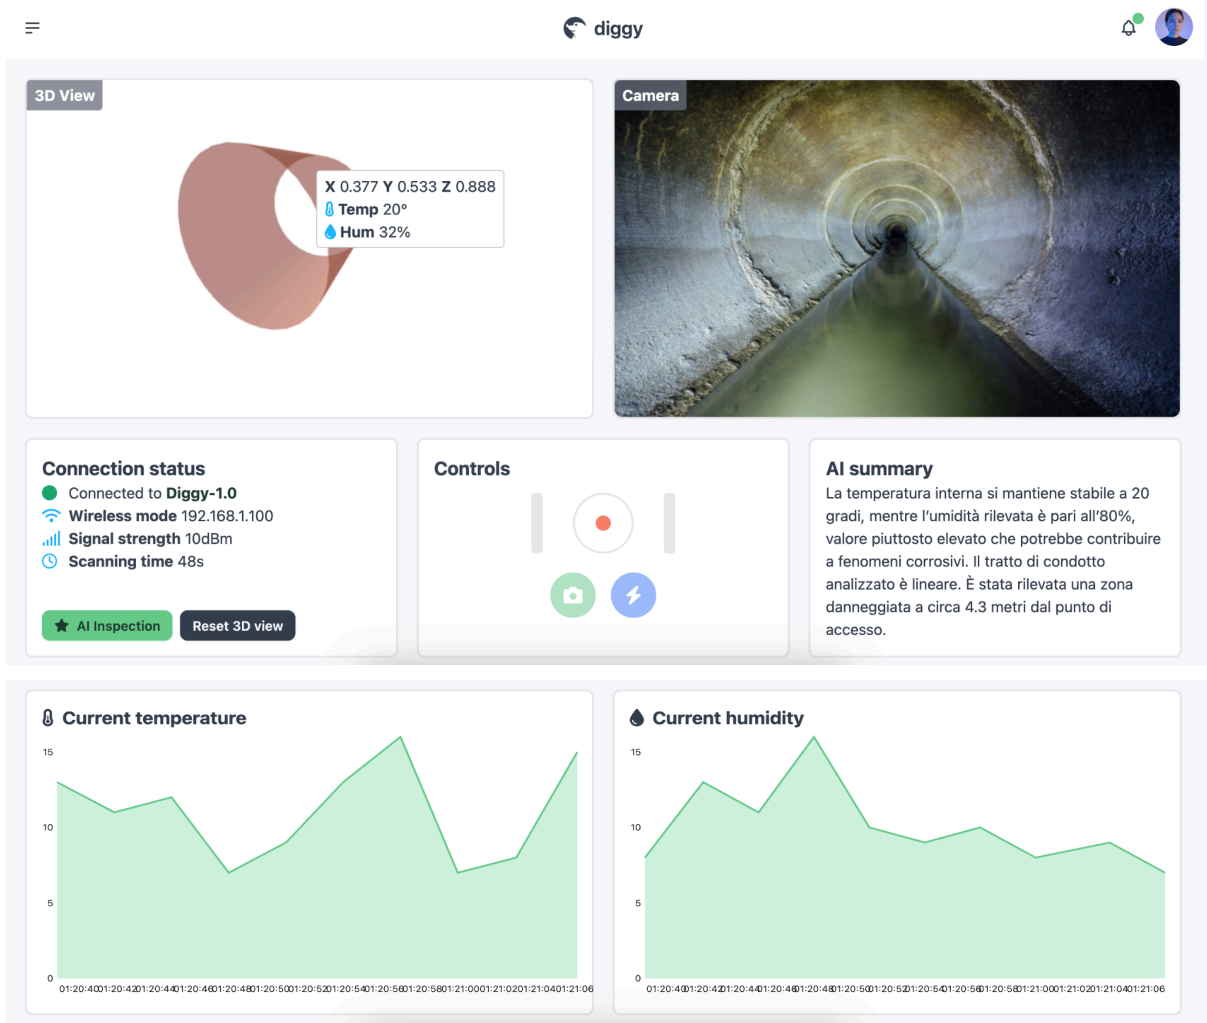 diggy
3D View
X 0.377 Y 0.533 Z 0.888
Temp 20°
Hum 32%
Camera
Connection status
Connected to Diggy-1.0
Wireless mode 192.168.1.100
Signal strength 10dBm
Scanning time 48s
AI Inspection
Reset 3D view
Controls
AI summary
La temperatura interna si mantiene stabile a 20
gradi, mentre l'umidità rilevata è pari all'80%,
valore piuttosto elevato che potrebbe contribuire
a fenomeni corrosivi. Il tratto di condotto
analizzato è lineare. È stata rilevata una zona
danneggiata a circa 4.3 metri dal punto di
accesso.
Current temperature
15
10
5
0
01:20:40 01:20:42 01:20:44 01:20:46 01:20:48 01:20:50 01:20:52 01:20:54 01:20:56 01:20:58 01:21:00 01:21:02 01:21:04 01:21:06
Current humidity
15
10
5
0
01:20:40 01:20:42 01:20:44 01:20:46 01:20:48 01:20:50 01:20:52 01:20:54 01:20:56 01:20:58 01:21:00 01:21:02 01:21:04 01:21:06